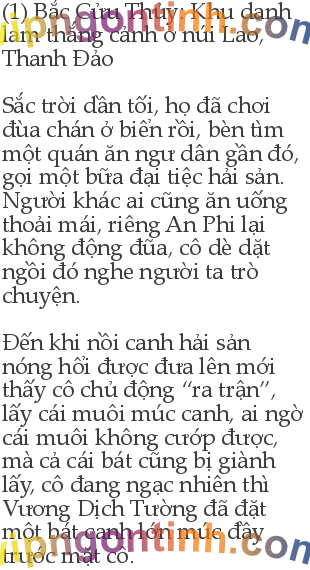 (1) Bắc Cửu Thủy: Khu danh
lam thắng cảnh ở núi Lao,
Thanh Đảo
Sắc trời dần tối, họ đã chơi
đùa chán ở biển rồi, bèn tìm
một quán ăn ngư dân gần đó,
gọi một bữa đại tiệc hải sản.
Người khác ai cũng ăn uống
thoải mái, riêng An Phi lại
không động đũa, cô dè dặt
ngồi đó nghe người ta trò
chuyện.
Đến khi nồi canh hải sản
nóng hổi được đưa lên mới
thấy cô chủ động “ra trận”,
lấy cái muôi múc canh, ai ngờ
cái muôi không cướp được,
mà cả cái bát cũng bị giành
lấy, cô đang ngạc nhiên thì
Vương Dịch Tường đã đặt
một bát canh lớn múc đầy
trước mặt cô.
vipngontinh.com
vipngontinh.com